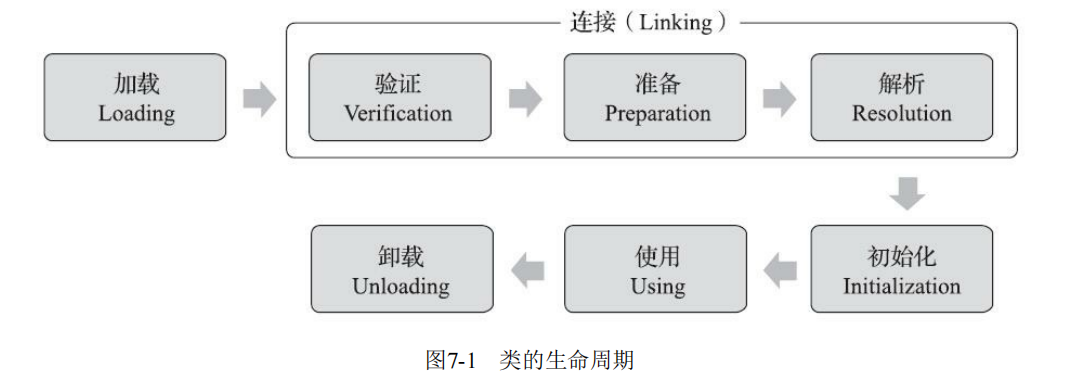 连接（Linking）
加载
Loading
验证
Verification
准备
Preparation
解析
Resolution
卸载
Unloading
使用
Using
初始化
Initialization
图7-1 类的生命周期